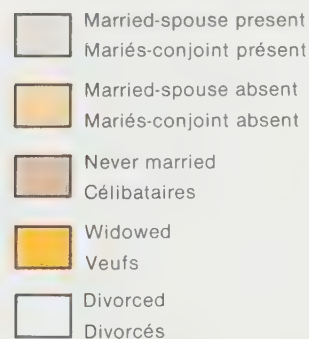 Married-spouse present
Mariés-conjoint présent
Married-spouse absent
Mariés-conjoint absent
Never married
Célibataires
Widowed
Veufs
Divorced
Divorcés